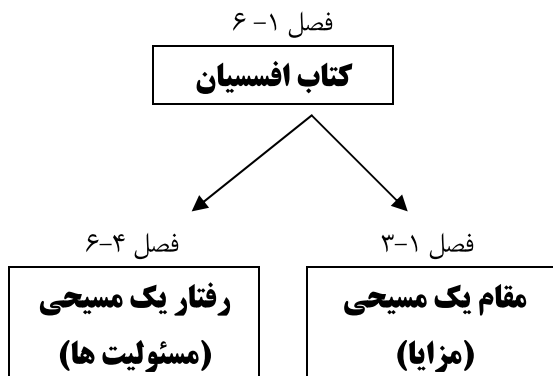 فصل ۱- ۶
کتاب افسسیان
فصل ۱-۳
مقام یک مسیحی
(مزایا)
فصل ۴-۶
رفتار یک مسیحی
(مسئولیت ها)